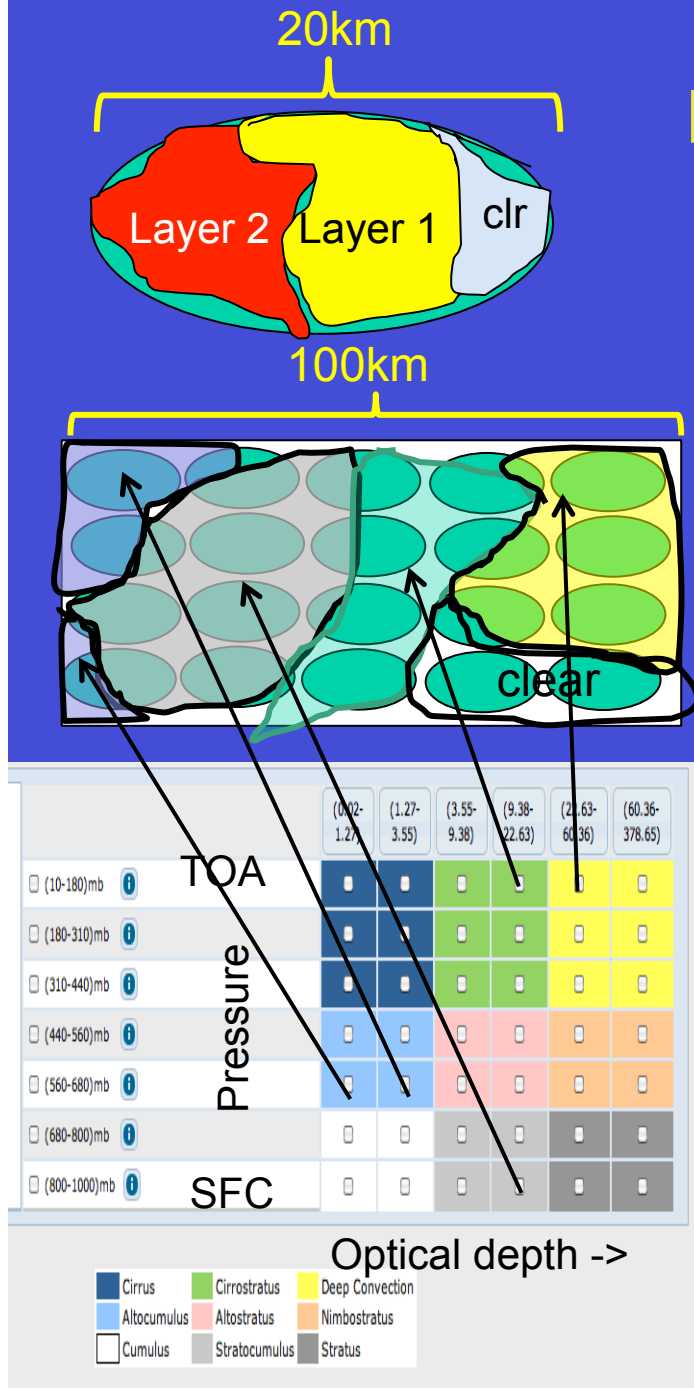 20km
Layer 2 Layer 1 clr
100km
clear
(0.02-1.27) (1.27-3.55) (3.55-9.38) (9.38-22.63) (22.63-60.36) (60.36-378.65)
TOA
(10-180)mb
(180-310)mb
(310-440)mb
Pressure
(440-560)mb
(560-680)mb
(680-800)mb
(800-1000)mb
SFC
Optical depth ->
Cirrus Cirrostratus Deep Convection
Altocumulus Altostratus Nimbostratus
Cumulus Stratocumulus Stratus